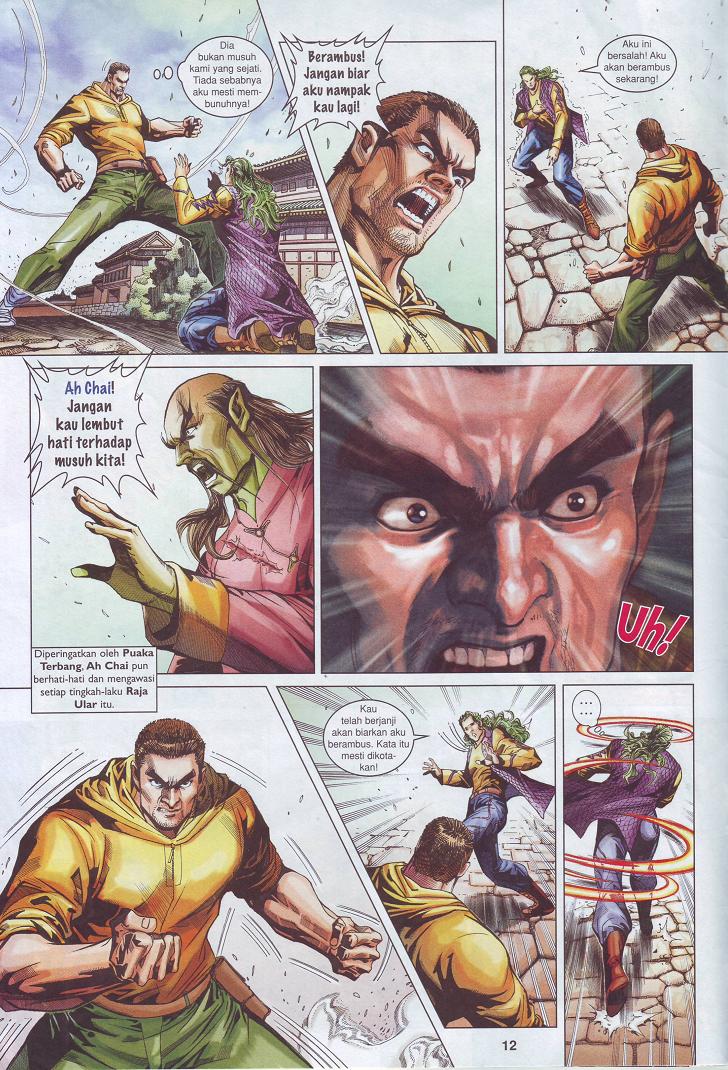 Dia
bukan musuh
kami yang sejati.
Tiada sebabnya
aku mesti mem-
bunuhnya!
Berambus!
Jangan biar
aku nampak
kau lagi!
Aku ini
bersalah! Aku
akan berambus
sekarang!
Ah Chai!
Jangan
kau lembut
hati terhadap
musuh kita!
Diperingatkan oleh Puaka
Terbang, Ah Chai pun
berhati-hati dan mengawasi
setiap tingkah-laku Raja
Ular itu.
Uh!
Kau
telah berjanji
akan biarkan aku
berambus. Kata itu
mesti dikota-
kan!
...
...
12